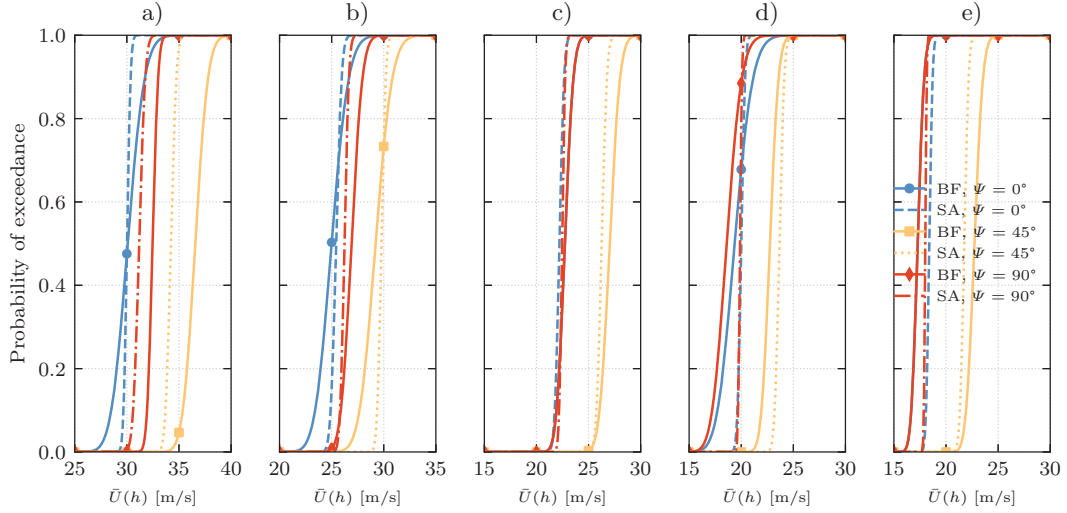 a) b) c) d) e)
Probability of exceedance
1.0
0.8
0.6
0.4
0.2
0.0
25 30 35 40
20 25 30 35
15 20 25 30
15 20 25 30
15 20 25 30
Ū(h) [m/s] Ū(h) [m/s] Ū(h) [m/s] Ū(h) [m/s] Ū(h) [m/s]
BF, Ψ = 0°
SA, Ψ = 0°
BF, Ψ = 45°
SA, Ψ = 45°
BF, Ψ = 90°
SA, Ψ = 90°